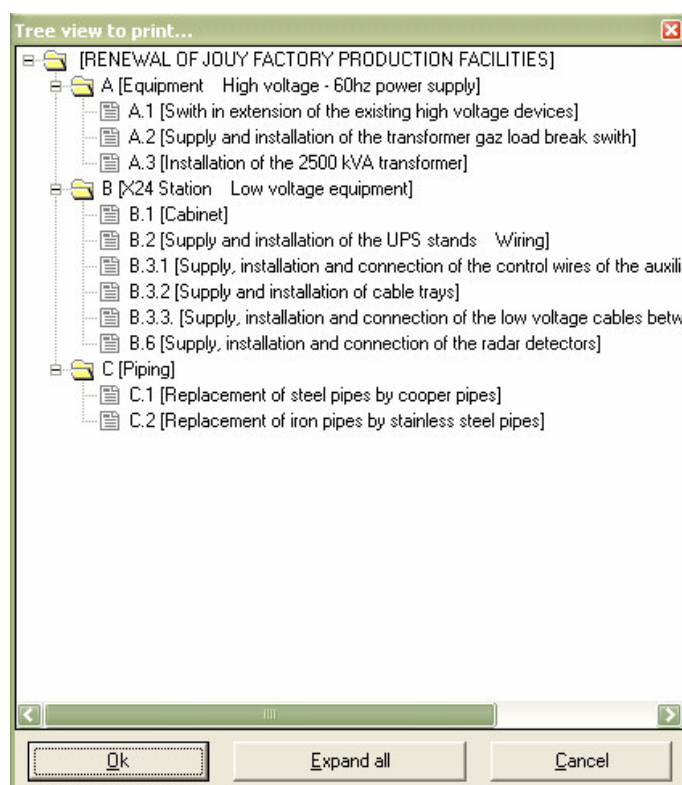 Tree view to print...
[RENEWAL OF JOUY FACTORY PRODUCTION FACILITIES]
A [Equipment High voltage - 60hz power supply]
A.1 [Swith in extension of the existing high voltage devices]
A.2 [Supply and installation of the transformer gaz load break swith]
A.3 [Installation of the 2500 kVA transformer]
B [X24 Station Low voltage equipment]
B.1 [Cabinet]
B.2 [Supply and installation of the UPS stands Wiring]
B.3.1 [Supply, installation and connection of the control wires of the auxili
B.3.2 [Supply and installation of cable trays]
B.3.3. [Supply, installation and connection of the low voltage cables betw
B.6 [Supply, installation and connection of the radar detectors]
C [Piping]
C.1 [Replacement of steel pipes by cooper pipes]
C.2 [Replacement of iron pipes by stainless steel pipes]
Ok Expand all Cancel